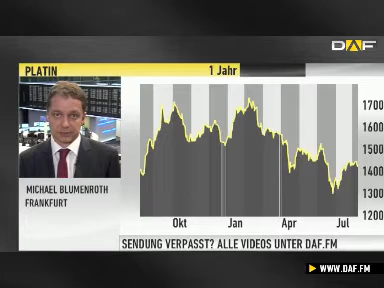 DAF
PLATIN 1 Jahr
1700
1600
1500
1400
1300
1200
Okt Jan Apr Jul
MICHAEL BLUMENROTH
FRANKFURT
SENDUNG VERPASST? ALLE VIDEOS UNTER DAF.FM
WWW.DAF.FM